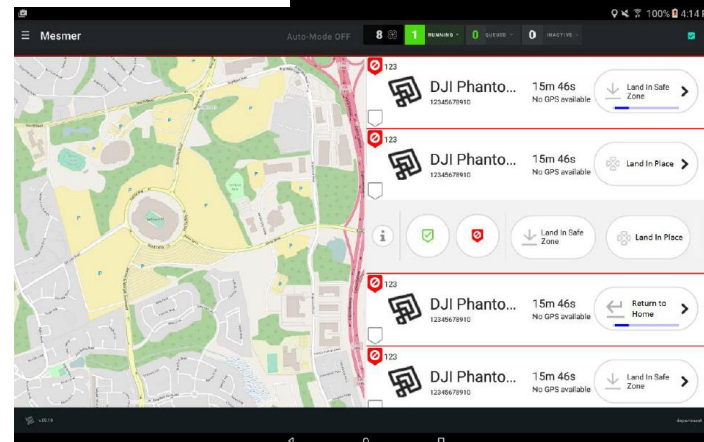 100% 4:14 P
Mesmer
Auto-Mode OFF
8
1 RUNNING
0 QUEUED
0 INACTIVE
123
DJI Phanto...
12345678910
15m 46s
No GPS available
Land In Safe
Zone
123
DJI Phanto...
12345678910
15m 46s
No GPS available
Land In Place
Land In Safe
Zone
Land In Place
123
DJI Phanto...
12345678910
15m 46s
No GPS available
Return to
Home
123
DJI Phanto...
12345678910
15m 46s
No GPS available
Land In Safe
Zone